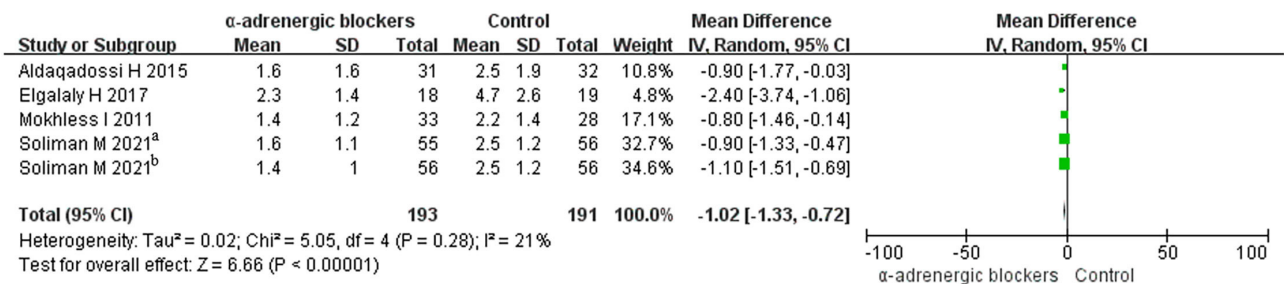 α-adrenergic blockers Control Mean Difference Mean Difference
Study or Subgroup Mean SD Total Mean SD Total Weight IV, Random, 95% CI IV, Random, 95% CI
Aldaqadossi H 2015 1.6 1.6 31 2.5 1.9 32 10.8% -0.90 [-1.77, -0.03]
Elgalaly H 2017 2.3 1.4 18 4.7 2.6 19 4.8% -2.40 [-3.74, -1.06]
Mokhless I 2011 1.4 1.2 33 2.2 1.4 28 17.1% -0.80 [-1.46, -0.14]
Soliman M 2021ᵃ 1.6 1.1 55 2.5 1.2 56 32.7% -0.90 [-1.33, -0.47]
Soliman M 2021ᵇ 1.4 1 56 2.5 1.2 56 34.6% -1.10 [-1.51, -0.69]
Total (95% CI) 193 191 100.0% -1.02 [-1.33, -0.72]
Heterogeneity: Tau² = 0.02; Chi² = 5.05, df = 4 (P = 0.28); I² = 21%
Test for overall effect: Z = 6.66 (P < 0.00001)
-100 -50 0 50 100
α-adrenergic blockers Control